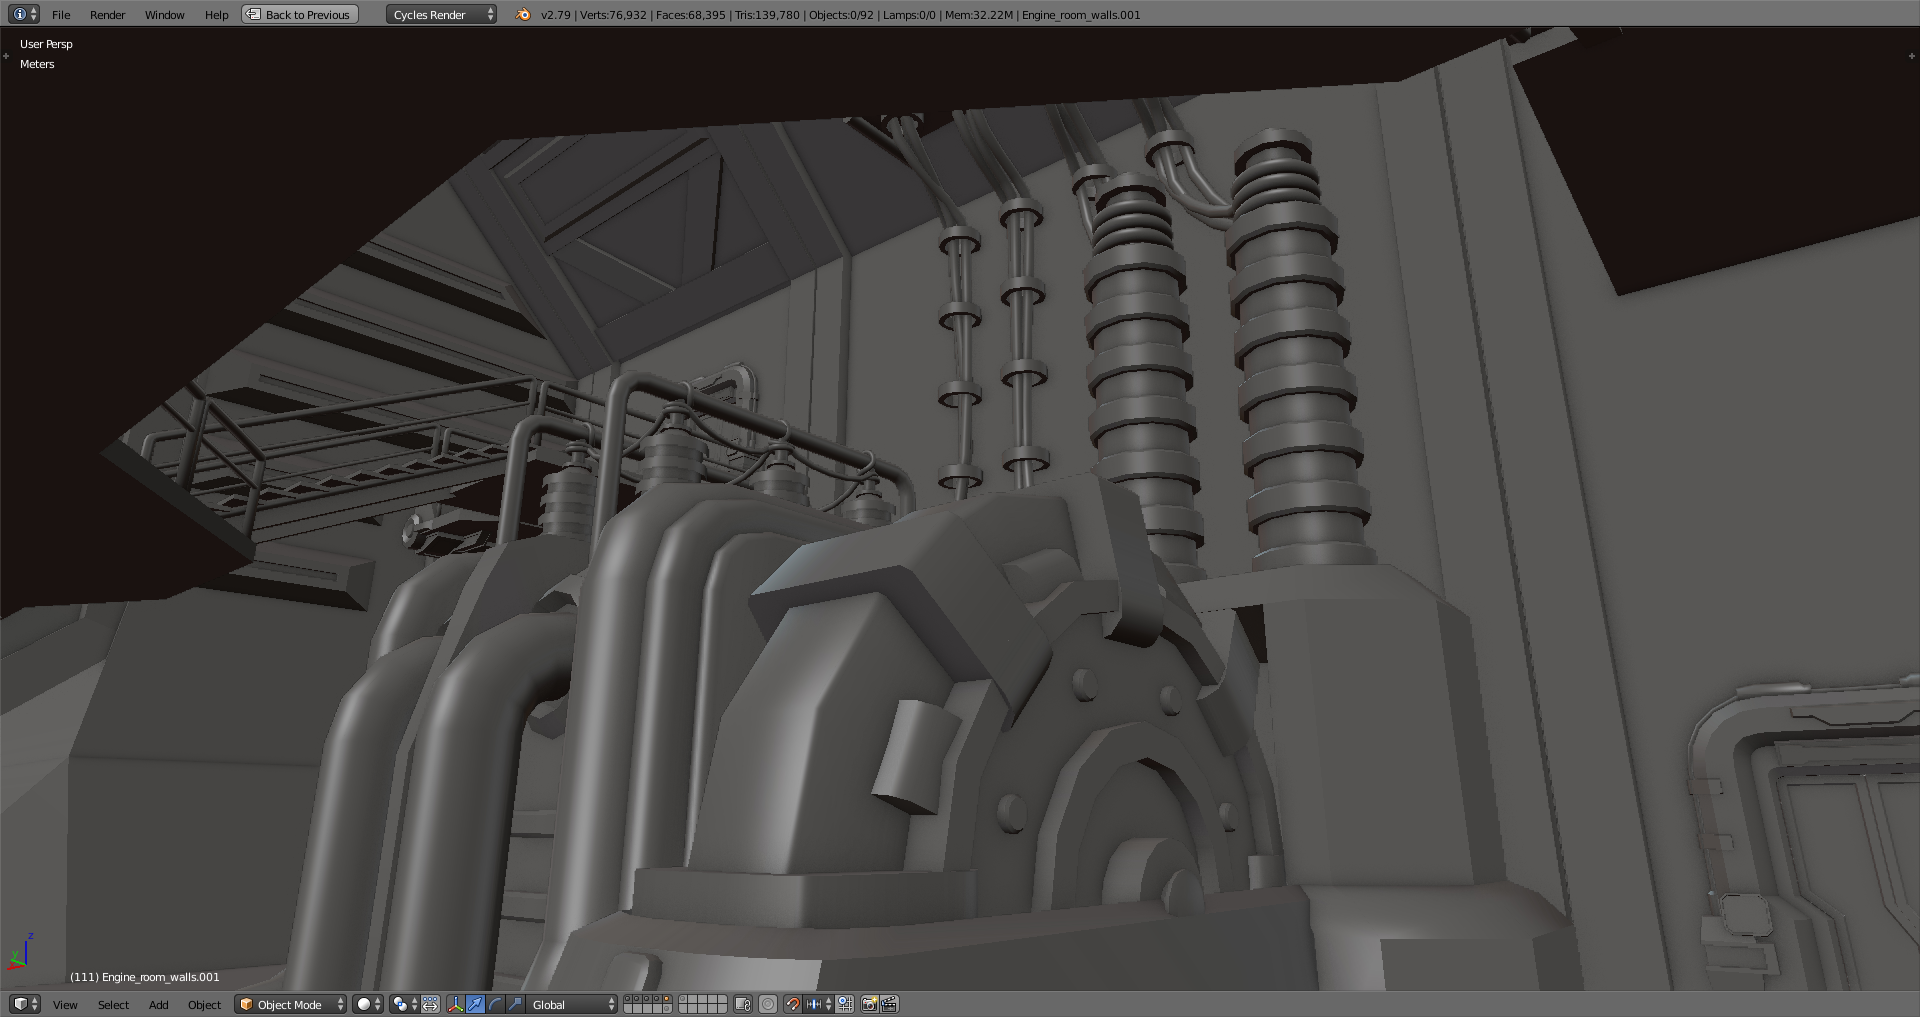 File Render Window Help Back to Previous Cycles Render v2.79 | Verts:76,932 | Faces:68,395 | Tris:139,780 | Objects:0/92 | Lamps:0/0 | Mem:32.22M | Engine_room_walls.001
User Persp
Meters
z
y
(111) Engine_room_walls.001
View Select Add Object Object Mode Global